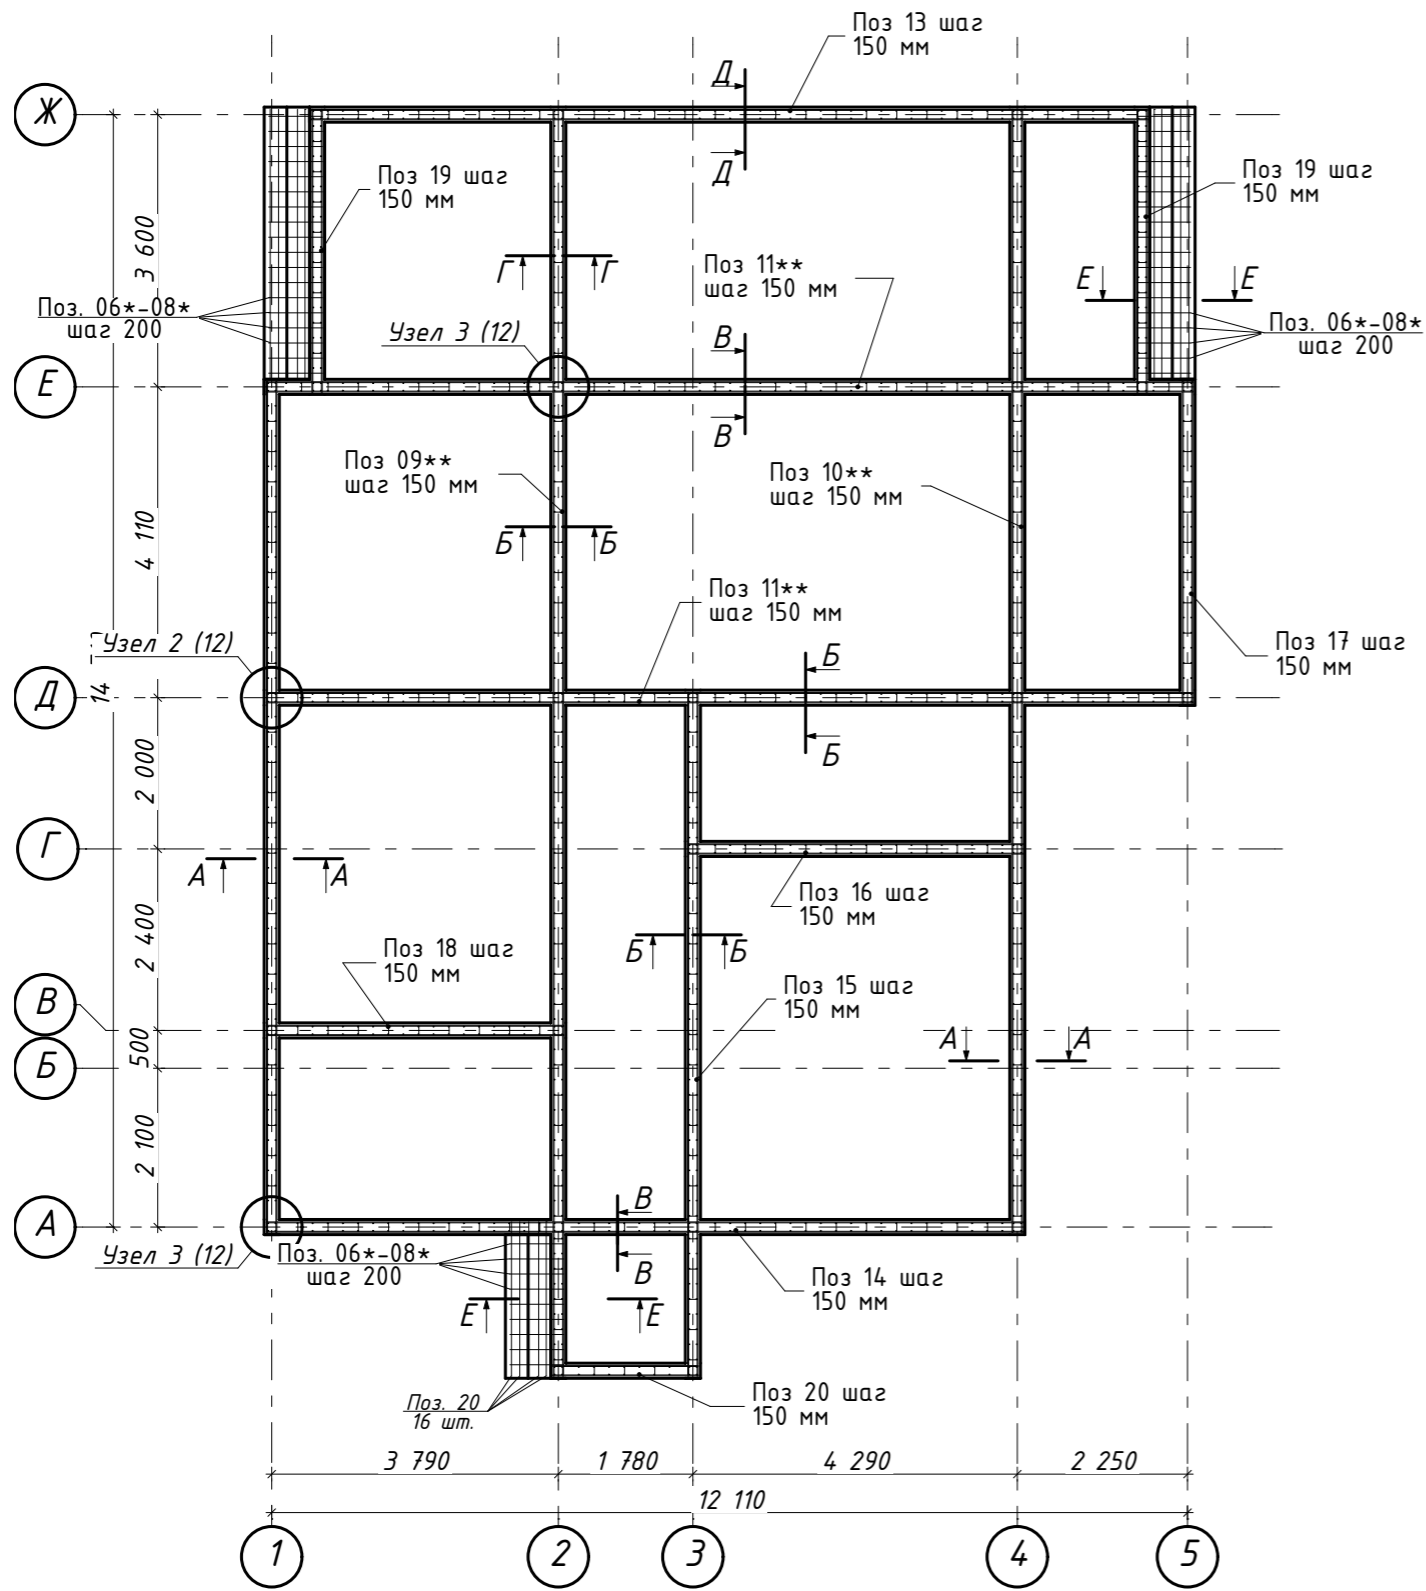 Поз 13 шаг
150 мм
Д
Ж
Д
Поз 19 шаг
150 мм
Поз 19 шаг
150 мм
3 600
Г
Г
Поз 11**
шаг 150 мм
Е
Е
Поз. 06*-08*
шаг 200
Узел 3 (12)
В
Поз. 06*-08*
шаг 200
Е
В
Поз 09**
шаг 150 мм
Поз 10**
шаг 150 мм
4 110
Б
Б
Поз 11**
шаг 150 мм
Узел 2 (12)
Б
Поз 17 шаг
150 мм
14
Д
Б
2 000
Г
А
А
Поз 16 шаг
150 мм
2 400
Поз 18 шаг
150 мм
Б
Б
В
Поз 15 шаг
150 мм
500
А
А
Б
2 100
В
А
Узел 3 (12)
Поз. 06*-08*
шаг 200
В
Поз 14 шаг
150 мм
Е
Е
Поз. 20
16 шт.
Поз 20 шаг
150 мм
3 790
1 780
4 290
2 250
12 110
1
2
3
4
5